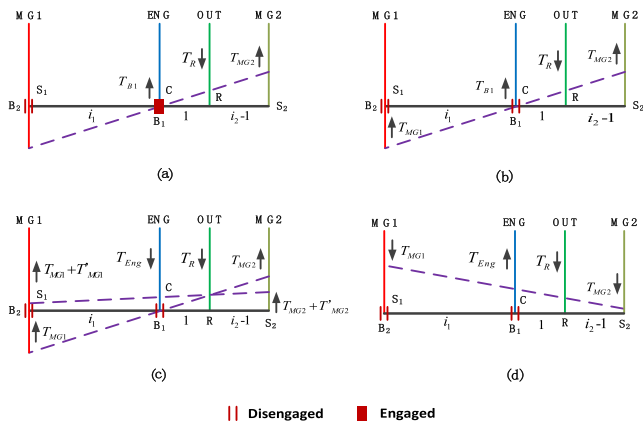 MG1 ENG OUT MG2
T_B1 T_R T_MG2
B2 S1 C R S2
i1 B1 1 i2-1
(a)
MG1 ENG OUT MG2
T_B1 T_R T_MG2
B2 S1 C R S2
T_MG1 i1 B1 1 i2-1
(b)
MG1 ENG OUT MG2
T_MG1+T'_MG1 T_Eng T_R T_MG2
B2 S1 C
i1 B1 1 R i2-1 S2 T_MG2+T'_MG2
T_MG1
(c)
MG1 ENG OUT MG2
T_MG1 T_Eng T_R T_MG2
S1 C
B2 i1 B1 1 R i2-1 S2
(d)
Disengaged Engaged